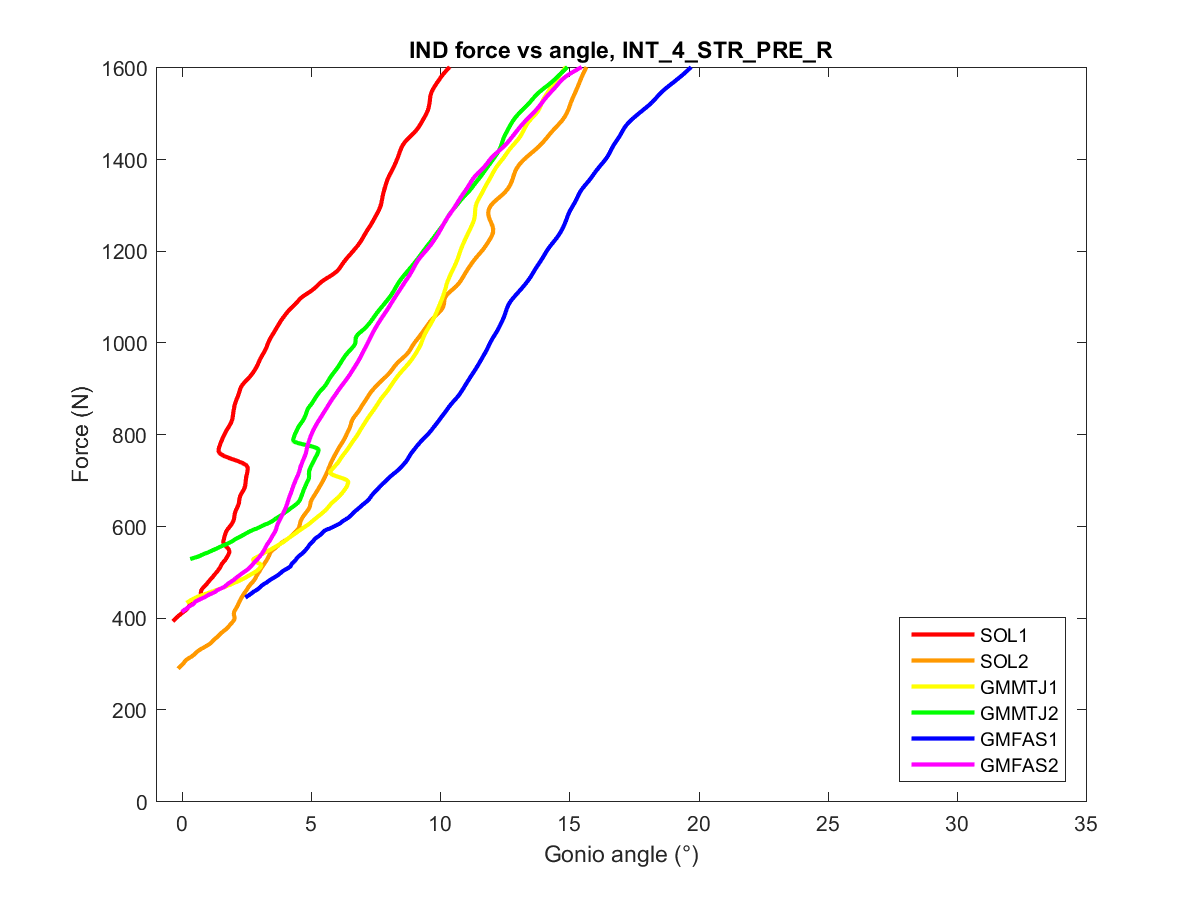 IND force vs angle, INT_4_STR_PRE_R
1600
1400
1200
1000
800
600
400
200
0
Force (N)
0 5 10 15 20 25 30 35
Gonio angle (°)
SOL1
SOL2
GMMTJ1
GMMTJ2
GMFAS1
GMFAS2